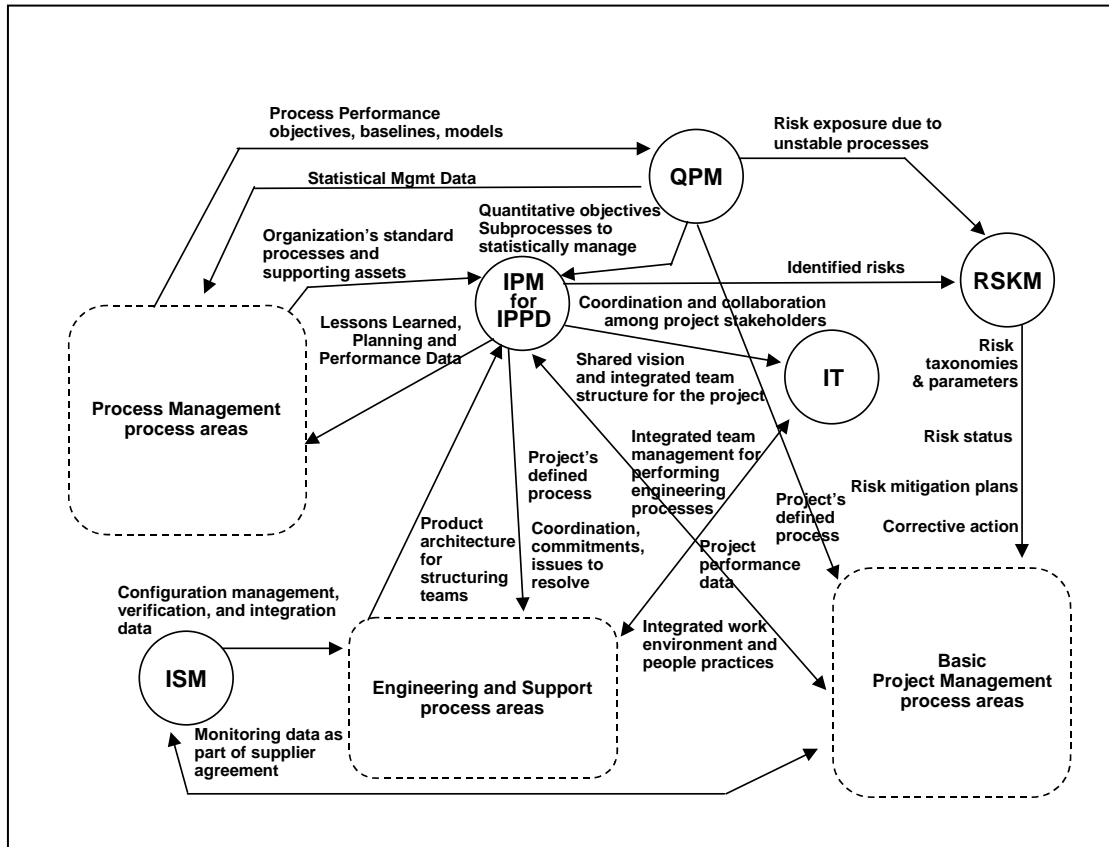 Process Performance
objectives, baselines, models
Risk exposure due to
unstable processes
QPM
Statistical Mgmt Data
Quantitative objectives
Subprocesses to
statistically manage
Organization's standard
processes and
supporting assets
IPM
for
IPPD
Identified risks
RSKM
Coordination and collaboration
among project stakeholders
Lessons Learned,
Planning and
Performance Data
Shared vision
and integrated team
structure for the project
IT
Risk
taxonomies
& parameters
Process Management
process areas
Risk status
Integrated team
management for
performing
engineering
processes
Project's
defined
process
Risk mitigation plans
Project's
defined
process
Corrective action
Product
architecture
for
structuring
teams
Coordination,
commitments,
issues to
resolve
Project
performance
data
Configuration management,
verification, and integration
data
Integrated work
environment and
people practices
ISM
Engineering and Support
process areas
Basic
Project Management
process areas
Monitoring data as
part of supplier
agreement